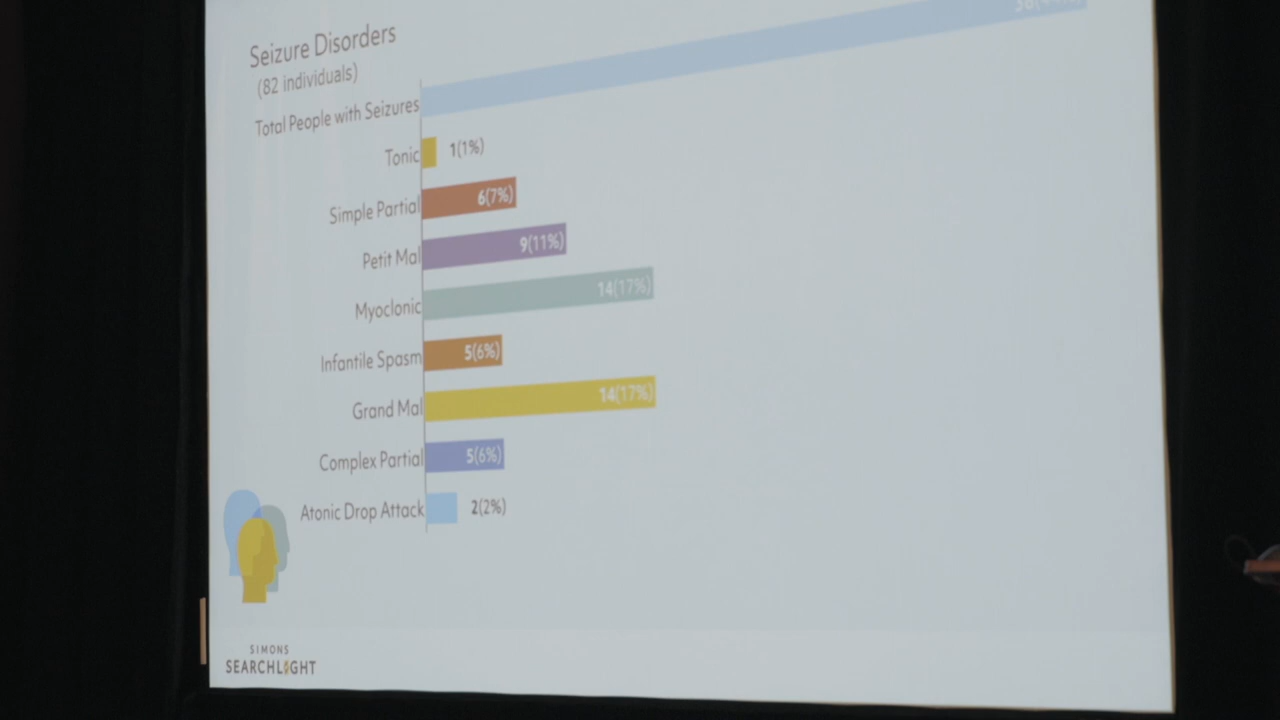 Seizure Disorders
(82 individuals)
Total People with Seizures
Tonic 1(1%)
Simple Partial 6(7%)
Petit Mal 9(11%)
Myoclonic 14(17%)
Infantile Spasm 5(6%)
Grand Mal 14(17%)
Complex Partial 5(6%)
Atonic Drop Attack 2(2%)
SIMONS
SEARCHLIGHT